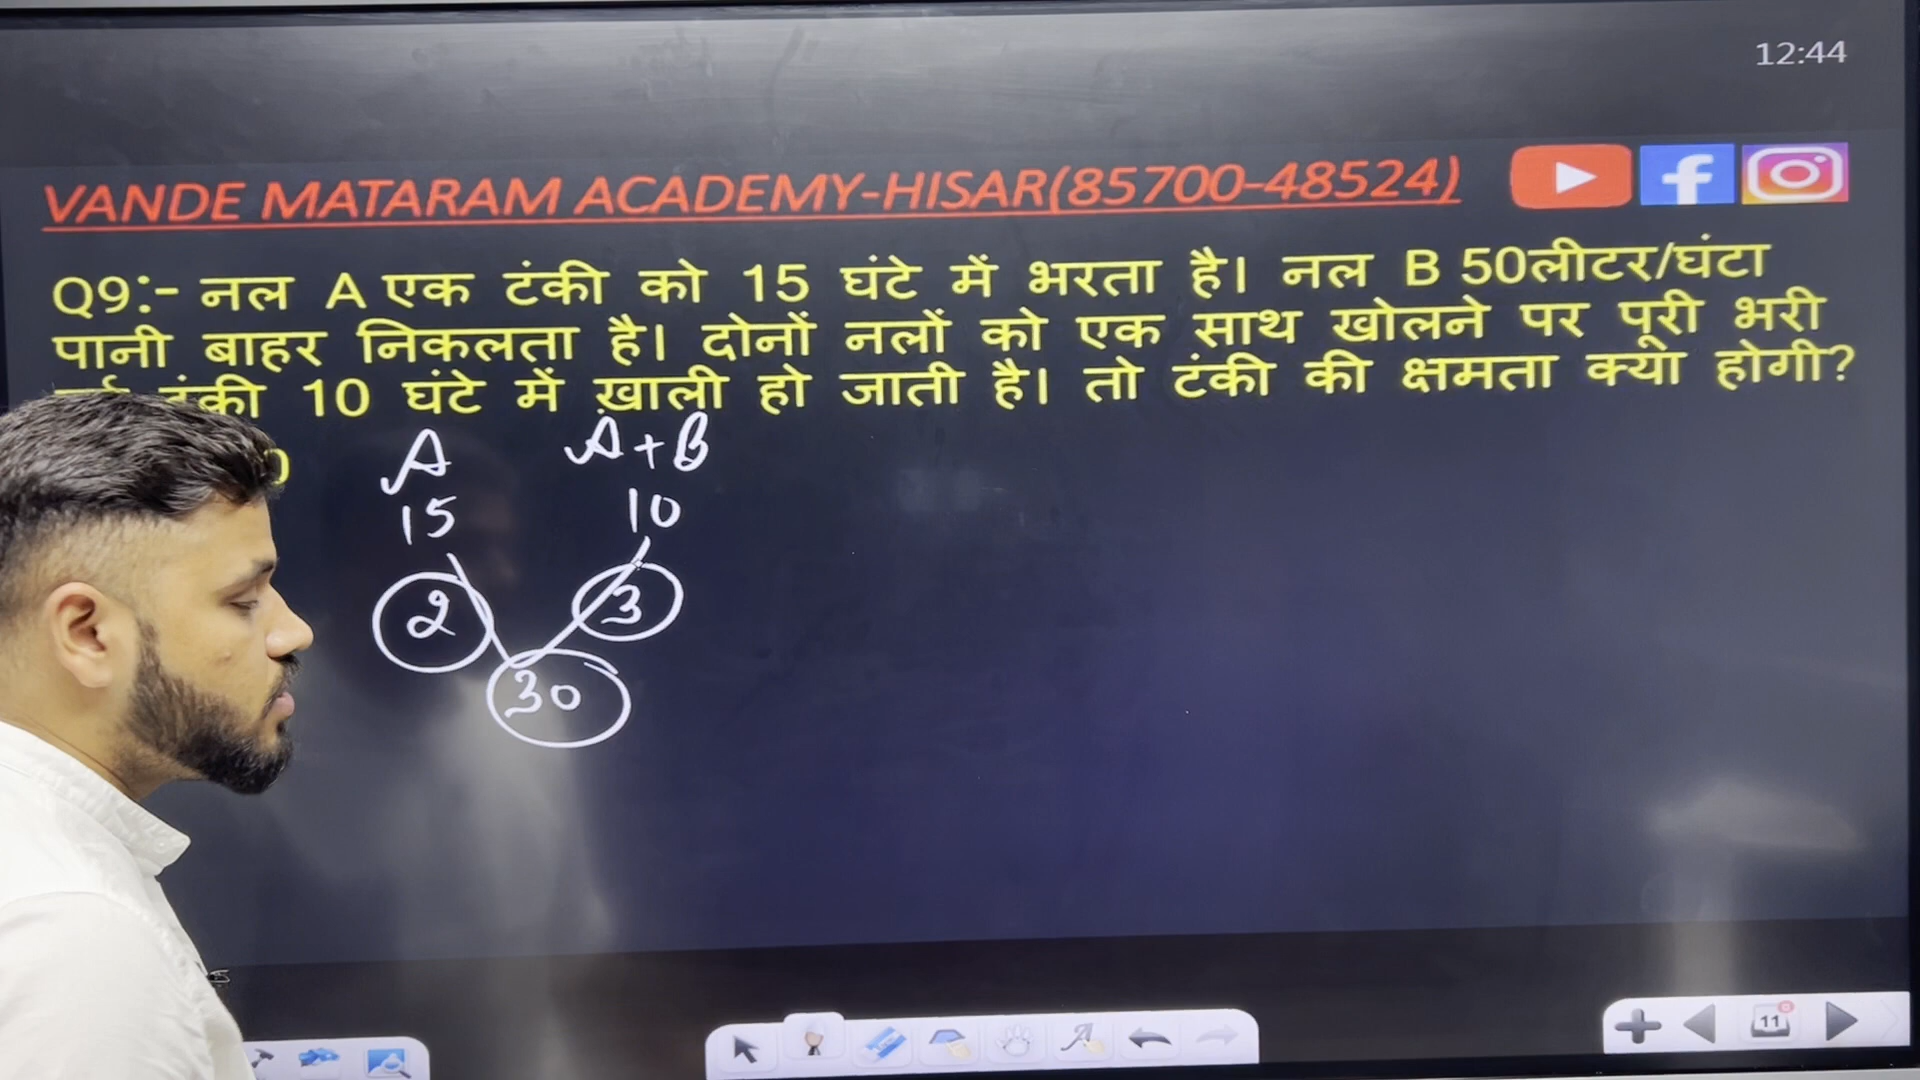 12:44
VANDE MATARAM ACADEMY-HISAR(85700-48524)
Q9:- नल A एक टंकी को 15 घंटे में भरता है। नल B 50लीटर/घंटा
पानी बाहर निकलता है। दोनों नलों को एक साथ खोलने पर पूरी भरी
टंकी 10 घंटे में ख़ाली हो जाती है। तो टंकी की क्षमता क्या होगी?
A A+B
15 10
2 3
30
11